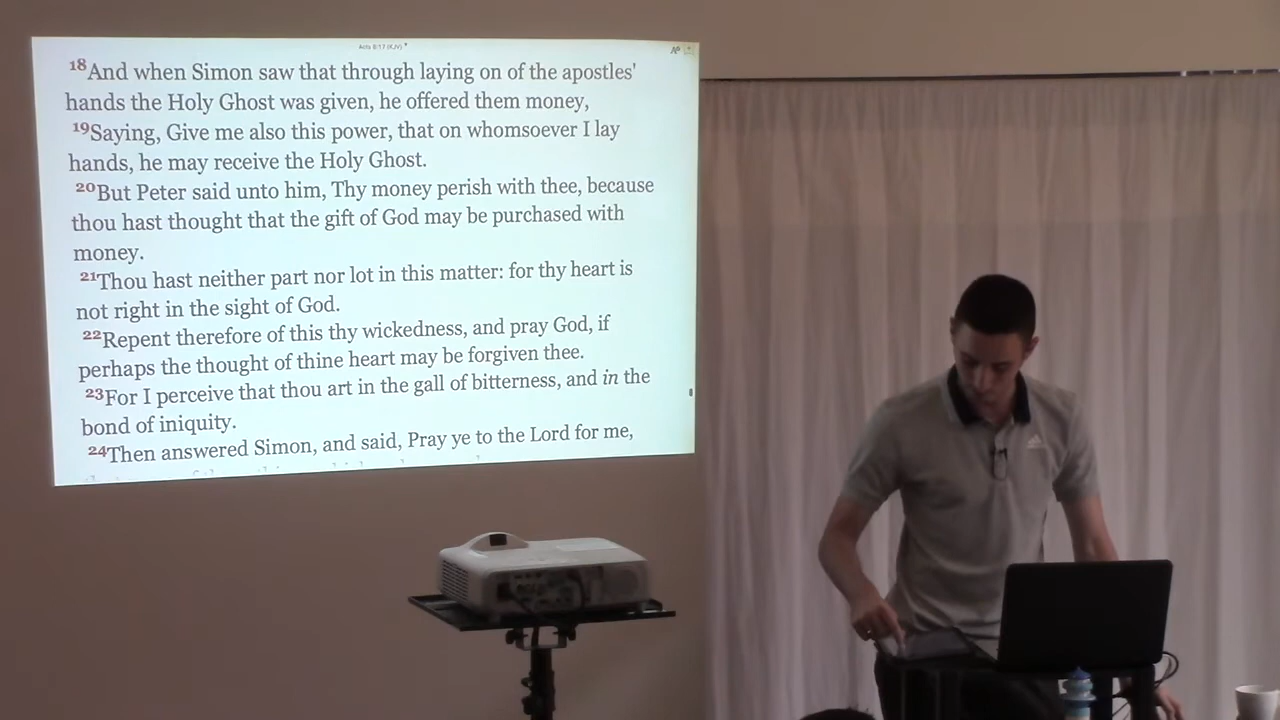 Acts 8:17 (KJV)
18And when Simon saw that through laying on of the apostles'
hands the Holy Ghost was given, he offered them money,
19Saying, Give me also this power, that on whomsoever I lay
hands, he may receive the Holy Ghost.
20But Peter said unto him, Thy money perish with thee, because
thou hast thought that the gift of God may be purchased with
money.
21Thou hast neither part nor lot in this matter: for thy heart is
not right in the sight of God.
22Repent therefore of this thy wickedness, and pray God, if
perhaps the thought of thine heart may be forgiven thee.
23For I perceive that thou art in the gall of bitterness, and in the
bond of iniquity.
24Then answered Simon, and said, Pray ye to the Lord for me,